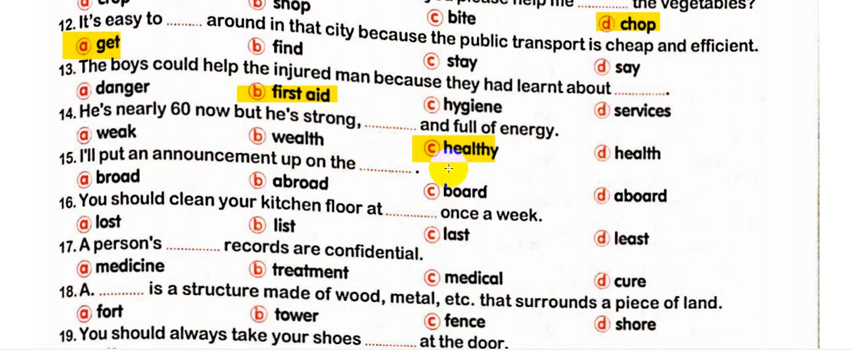 shop
the vegetables?
ⓒ bite
ⓓ chop
12. It's easy to ......... around in that city because the public transport is cheap and efficient.
ⓐ get ⓑ find ⓒ stay ⓓ say
13. The boys could help the injured man because they had learnt about ............. .
ⓐ danger ⓑ first aid ⓒ hygiene ⓓ services
14. He's nearly 60 now but he's strong, ............. and full of energy.
ⓐ weak ⓑ wealth ⓒ healthy ⓓ health
15. I'll put an announcement up on the ............. .
ⓐ broad ⓑ abroad ⓒ board ⓓ aboard
16. You should clean your kitchen floor at ............. once a week.
ⓐ lost ⓑ list ⓒ last ⓓ least
17. A person's ............. records are confidential.
ⓐ medicine ⓑ treatment ⓒ medical ⓓ cure
18. A. ........... is a structure made of wood, metal, etc. that surrounds a piece of land.
ⓐ fort ⓑ tower ⓒ fence ⓓ shore
19. You should always take your shoes ............. at the door.